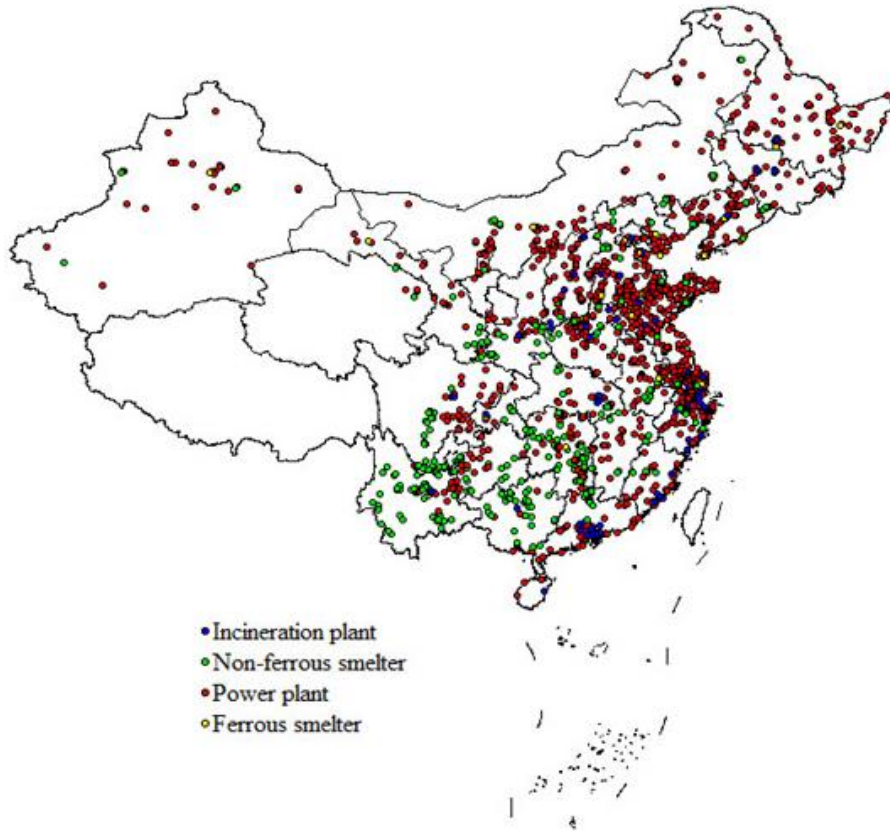 Incineration plant
Non-ferrous smelter
Power plant
Ferrous smelter